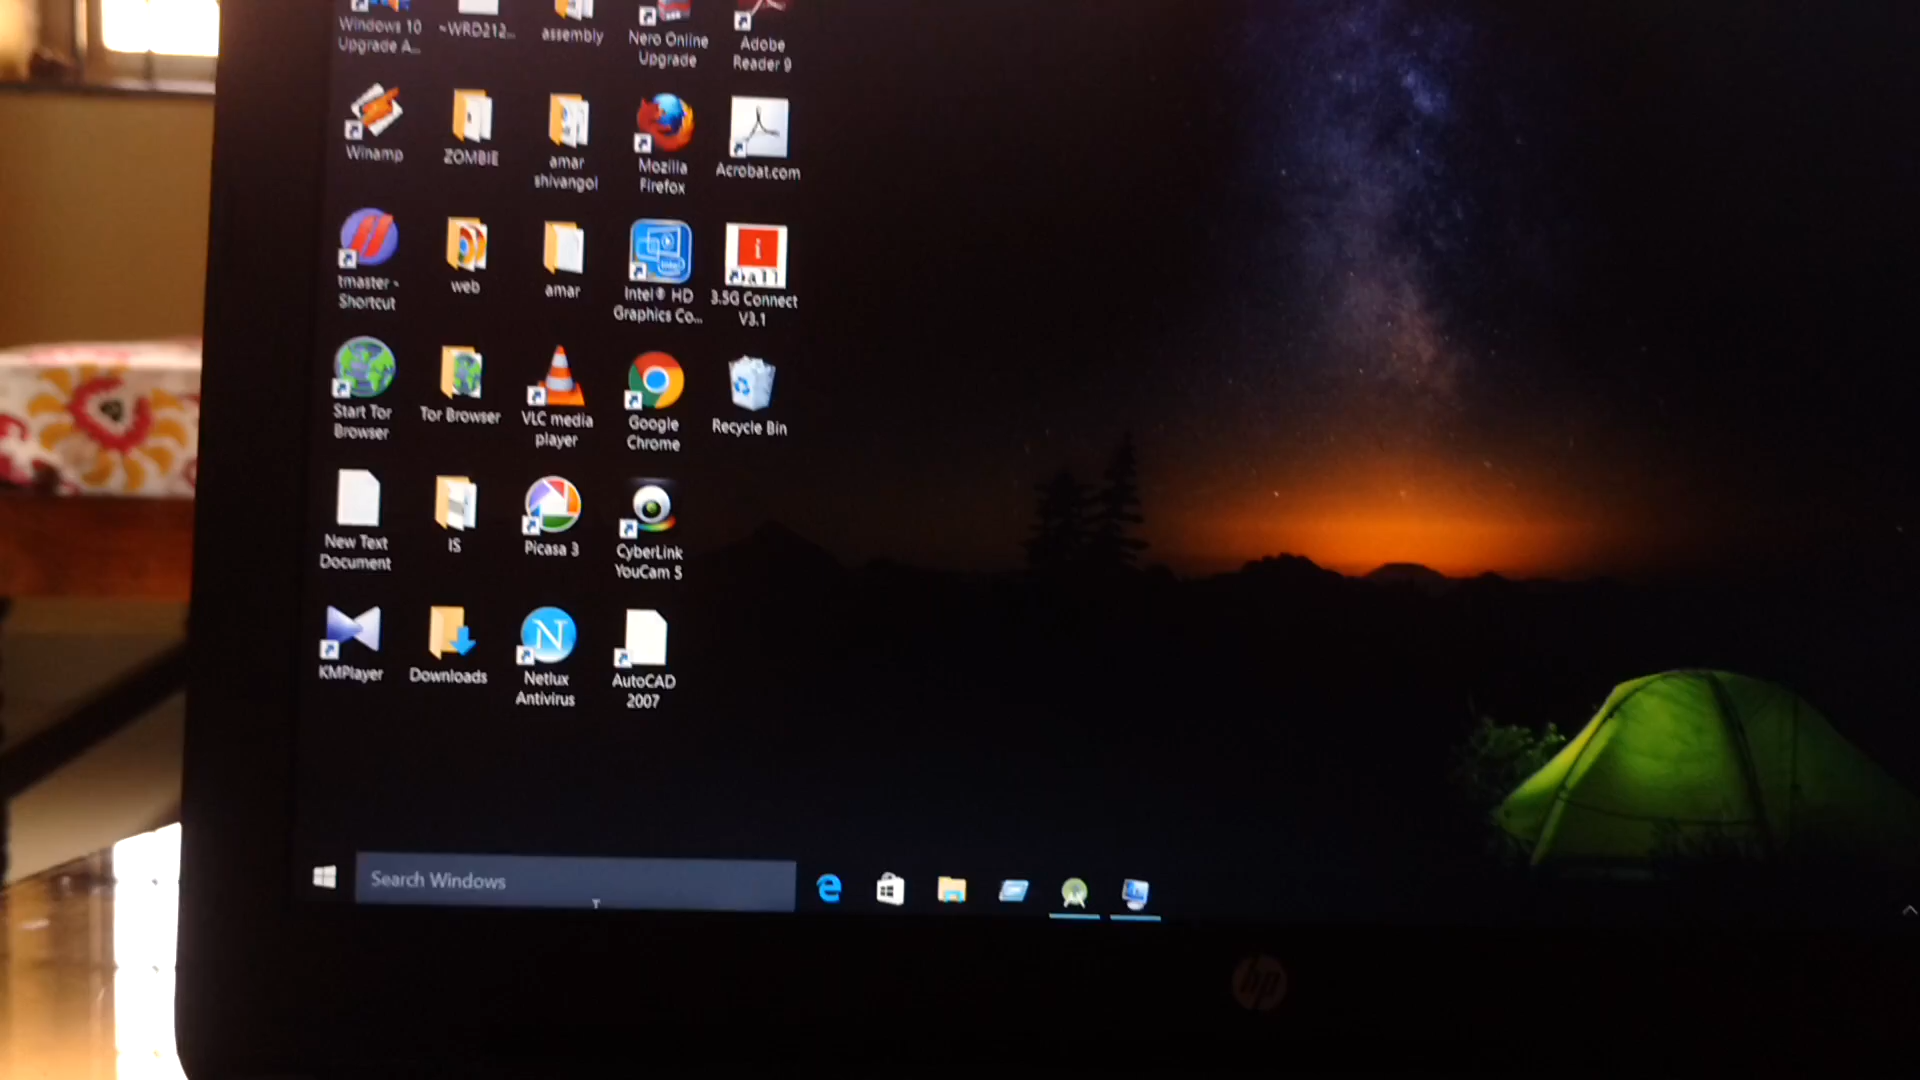 Windows 10
Upgrade A...
~WRD212...
assembly
Nero Online
Upgrade
Adobe
Reader 9
Winamp
ZOMBIE
amar
shivangol
Mozilla
Firefox
Acrobat.com
tmaster -
Shortcut
web
amar
Intel® HD
Graphics Co...
3.5G Connect
V3.1
Start Tor
Browser
Tor Browser
VLC media
player
Google
Chrome
Recycle Bin
New Text
Document
IS
Picasa 3
CyberLink
YouCam 5
KMPlayer
Downloads
N
Netlux
Antivirus
AutoCAD
2007
Search Windows
hp